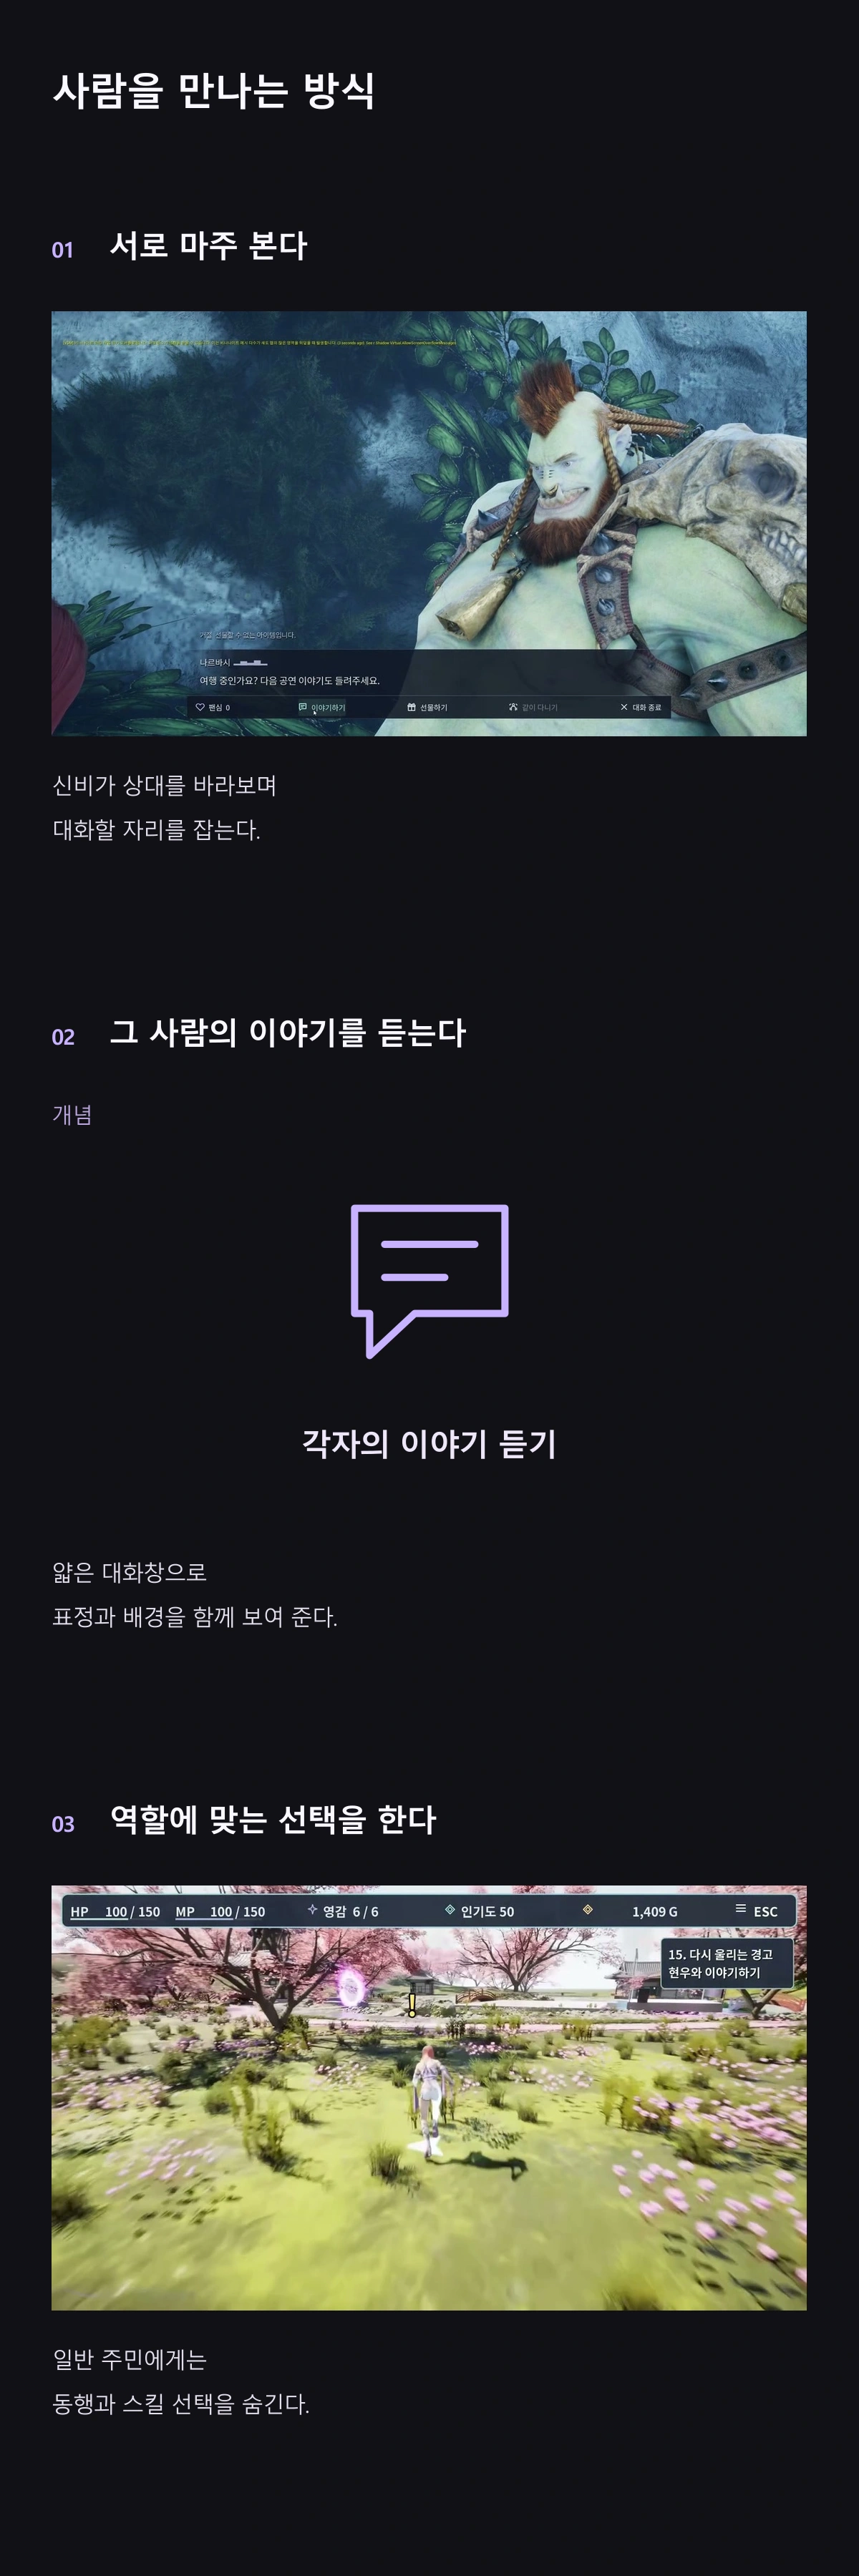 사람을 만나는 방식
01 서로 마주 본다
거절: 선물할 수 없는 아이템입니다.
나르바시
여행 중인가요? 다음 공연 이야기도 들려주세요.
팬심 0 이야기하기 선물하기 같이 다니기 대화 종료
신비가 상대를 바라보며
대화할 자리를 잡는다.
02 그 사람의 이야기를 듣는다
개념
각자의 이야기 듣기
얇은 대화창으로
표정과 배경을 함께 보여 준다.
03 역할에 맞는 선택을 한다
HP 100 / 150 MP 100 / 150 영감 6 / 6 인기도 50 1,409 G ESC
15. 다시 울리는 경고
현우와 이야기하기
일반 주민에게는
동행과 스킬 선택을 숨긴다.